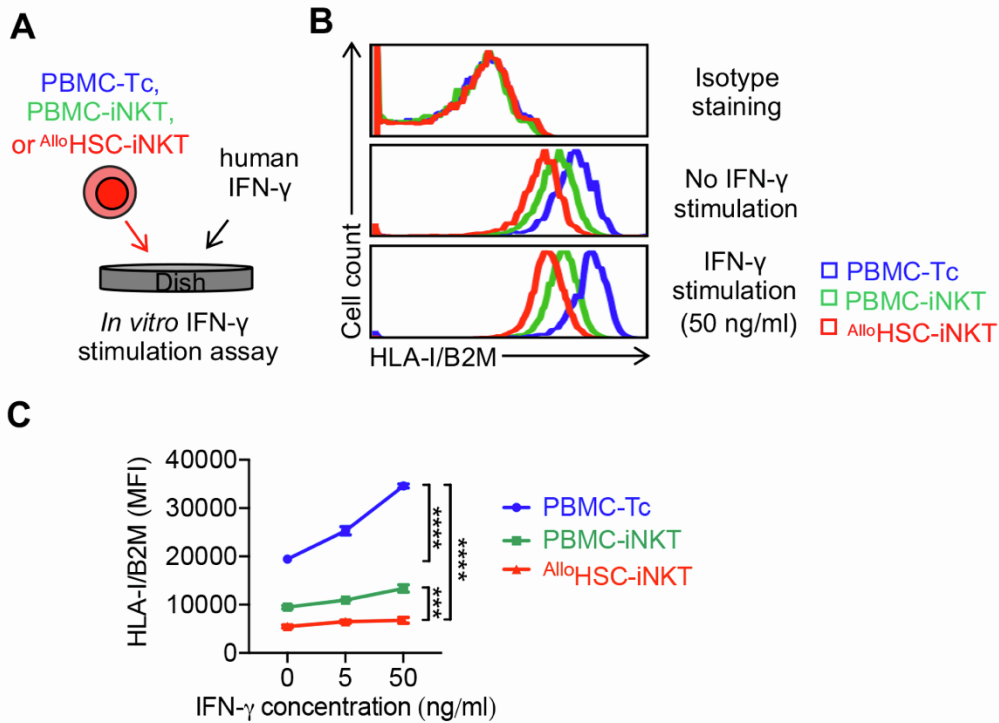 A
PBMC-Tc,
PBMC-iNKT,
or AlloHSC-iNKT
human
IFN-γ
Dish
In vitro IFN-γ
stimulation assay
B
Cell count
HLA-I/B2M
Isotype
staining
No IFN-γ
stimulation
IFN-γ
stimulation
(50 ng/ml)
PBMC-Tc
PBMC-iNKT
AlloHSC-iNKT
C
HLA-I/B2M (MFI)
40000
30000
20000
10000
0
0 5 50
IFN-γ concentration (ng/ml)
****
***
****
PBMC-Tc
PBMC-iNKT
AlloHSC-iNKT